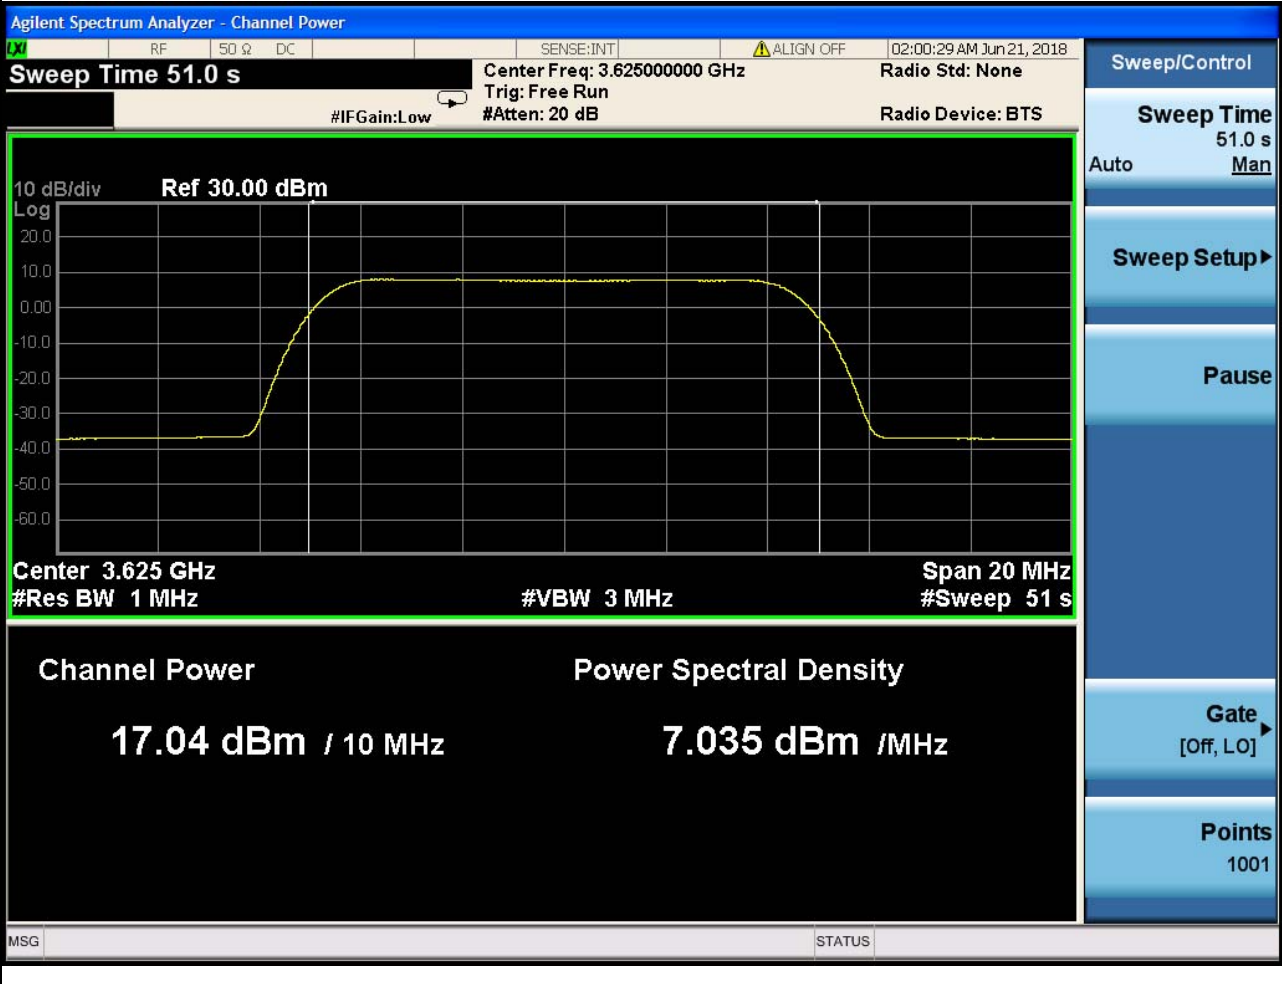 Agilent Spectrum Analyzer - Channel Power
LXI RF 50 Ω DC SENSE:INT ALIGN OFF 02:00:29 AM Jun 21, 2018
Sweep Time 51.0 s
Center Freq: 3.625000000 GHz
Radio Std: None
Trig: Free Run
#IFGain:Low
#Atten: 20 dB
Radio Device: BTS
10 dB/div Ref 30.00 dBm
Log
20.0
10.0
0.00
-10.0
-20.0
-30.0
-40.0
-50.0
-60.0
Center 3.625 GHz Span 20 MHz
#Res BW 1 MHz #VBW 3 MHz #Sweep 51 s
Channel Power Power Spectral Density
17.04 dBm / 10 MHz 7.035 dBm /MHz
Sweep/Control
Sweep Time
51.0 s
Auto Man
Sweep Setup
Pause
Gate
[Off, LO]
Points
1001
MSG STATUS